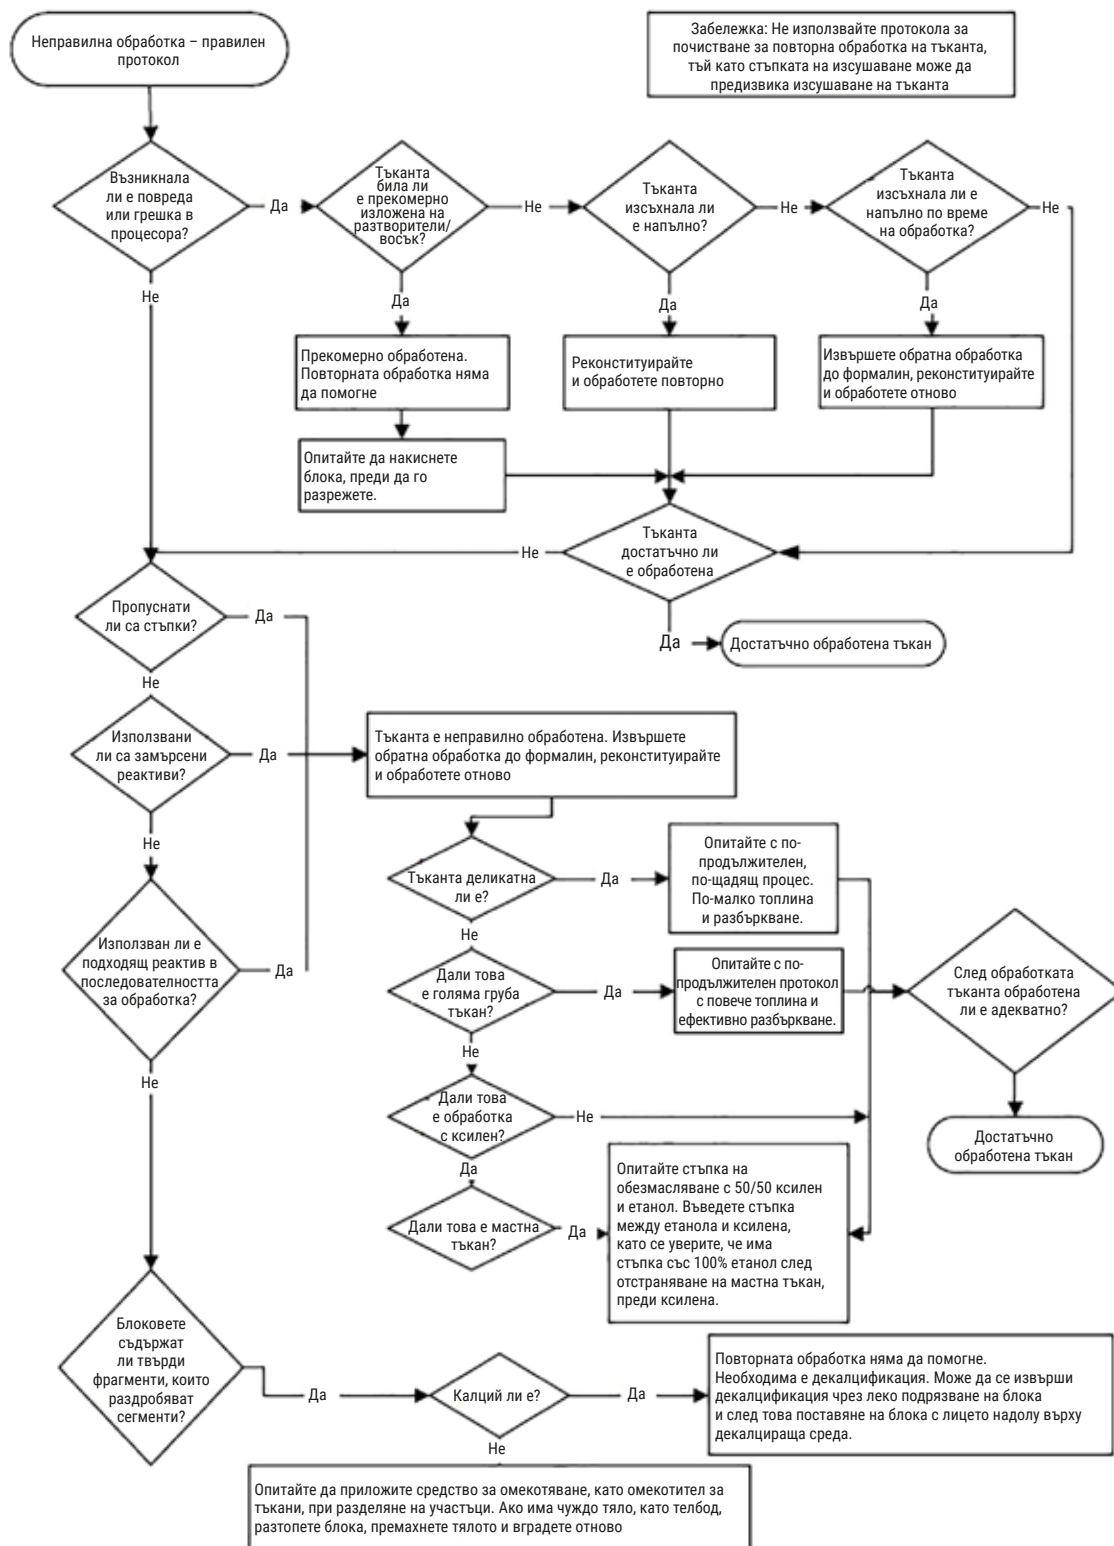 Неправилна обработка – правилен
протокол
Забележка: Не използвайте протокола за
почистване за повторна обработка на тъканта,
тъй като стъпката на изсушаване може да
предизвика изсушаване на тъканта
Възникнала
ли е повреда
или грешка в
процесора?
Да
Тъканта
била ли
е прекомерно
изложена на
разтворители/
восък?
Не
Тъканта
изсъхнала ли
е напълно?
Не
Тъканта
изсъхнала ли е
напълно по време
на обработка?
Не
Не
Да
Да
Да
Прекомерно обработена.
Повторната обработка няма
да помогне
Реконституирайте
и обработете повторно
Извършете обратна обработка
до формалин, реконституирайте
и обработете отново
Опитайте да накиснете
блока, преди да го
разрежете.
Тъканта
достатъчно ли
е обработена
Не
Да
Достатъчно обработена тъкан
Пропуснати
ли са стъпки?
Да
Не
Използвани
ли са замърсени
реактиви?
Да
Тъканта е неправилно обработена. Извършете
обратна обработка до формалин, реконституирайте
и обработете отново
Не
Използван ли е
подходящ реактив в
последователността
за обработка?
Да
Не
Тъканта деликатна
ли е?
Да
Опитайте с по-
продължителен,
по-щадящ процес.
По-малко топлина
и разбъркване.
Не
Дали това
е голяма груба
тъкан?
Да
Опитайте с по-
продължителен протокол
с повече топлина и
ефективно разбъркване.
След обработката
тъканта обработена
ли е адекватно?
Не
Дали това
е обработка
с ксилен?
Не
Достатъчно
обработена тъкан
Да
Дали това е мастна
тъкан?
Да
Опитайте стъпка на
обезмасляване с 50/50 ксилен
и етанол. Въведете стъпка
между етанола и ксилена,
като се уверите, че има
стъпка със 100% етанол след
отстраняване на мастна тъкан,
преди ксилена.
Блоковете
съдържат
ли твърди
фрагменти, които
раздробяват
сегменти?
Да
Калций ли е?
Да
Повторната обработка няма да помогне.
Необходима е декалцификация. Може да се извърши
декалцификация чрез леко подрязване на блока
и след това поставяне на блока с лицето надолу върху
декалцираща среда.
Не
Опитайте да приложите средство за омекотяване, като омекотител за
тъкани, при разделяне на участъци. Ако има чуждо тяло, като телбод,
разтопете блока, премахнете тялото и вградете отново